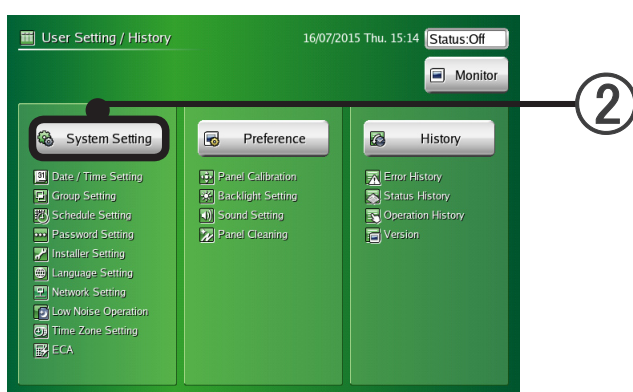 User Setting / History
16/07/2015 Thu. 15:14
Status:Off
Monitor
2
System Setting
Date / Time Setting
Group Setting
Schedule Setting
Password Setting
Installer Setting
Language Setting
Network Setting
Low Noise Operation
Time Zone Setting
ECA
Preference
Panel Calibration
Backlight Setting
Sound Setting
Panel Cleaning
History
Error History
Status History
Operation History
Version